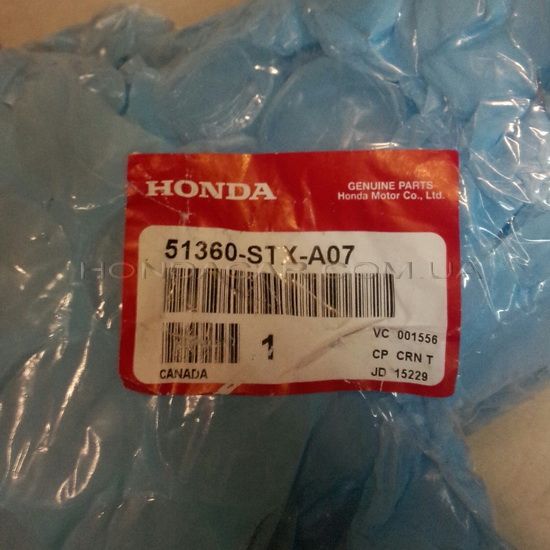 HONDA
GENUINE PARTS
Honda Motor Co., Ltd.
51360-STX-A07
HONDACAR.COM.UA
1
VC 001556
CP CRN T
CANADA
JD 15229